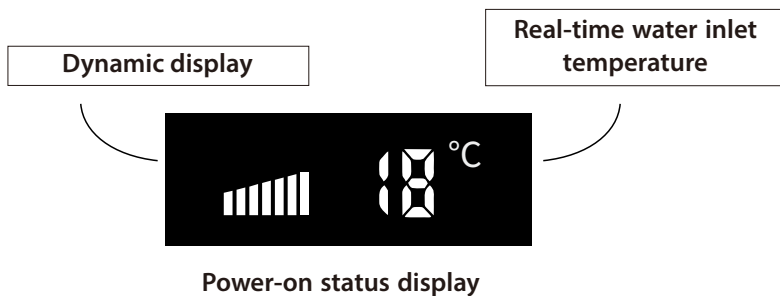 Dynamic display
Real-time water inlet
temperature
18 °C
Power-on status display